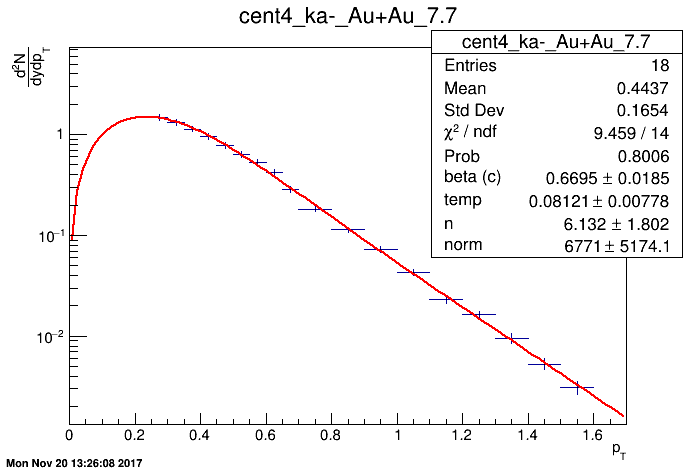 cent4_ka-_Au+Au_7.7
d²N
dydp_T
cent4_ka-_Au+Au_7.7
Entries 18
Mean 0.4437
Std Dev 0.1654
χ² / ndf 9.459 / 14
Prob 0.8006
beta (c) 0.6695 ± 0.0185
temp 0.08121 ± 0.00778
n 6.132 ± 1.802
norm 6771 ± 5174.1
1
10⁻¹
10⁻²
0 0.2 0.4 0.6 0.8 1 1.2 1.4 1.6
p_T
Mon Nov 20 13:26:08 2017